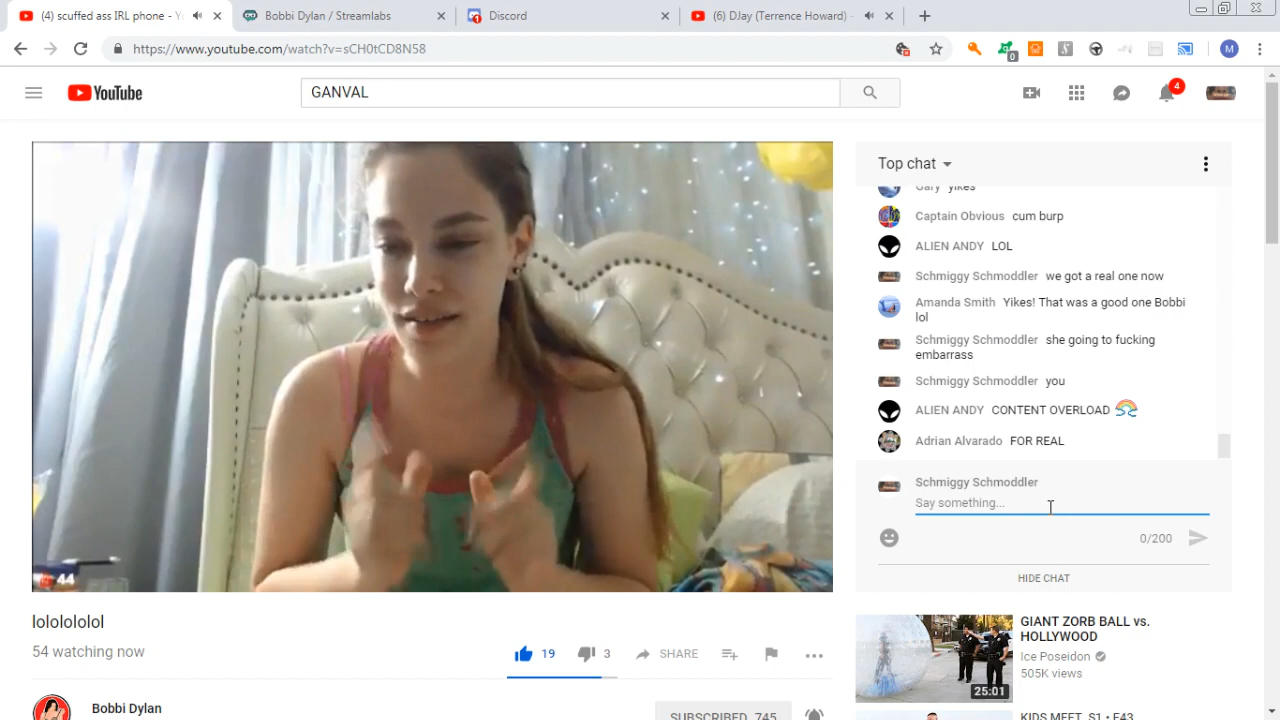 (4) scuffed ass IRL phone - Y
Bobbi Dylan / Streamlabs
Discord
(6) DJay (Terrence Howard) -
https://www.youtube.com/watch?v=sCH0tCD8N58
0
M
YouTube
GANVAL
4
44
Top chat
Gary yikes
Captain Obvious cum burp
ALIEN ANDY LOL
Schmiggy Schmoddler we got a real one now
Amanda Smith Yikes! That was a good one Bobbi
lol
Schmiggy Schmoddler she going to fucking
embarrass
Schmiggy Schmoddler you
ALIEN ANDY CONTENT OVERLOAD
Adrian Alvarado FOR REAL
Schmiggy Schmoddler
Say something...
0/200
HIDE CHAT
lolololololol
54 watching now
19
3
SHARE
Bobbi Dylan
SUBSCRIBED 745
GIANT ZORB BALL vs.
HOLLYWOOD
Ice Poseidon
505K views
25:01
KIDS MEET S1 • E43